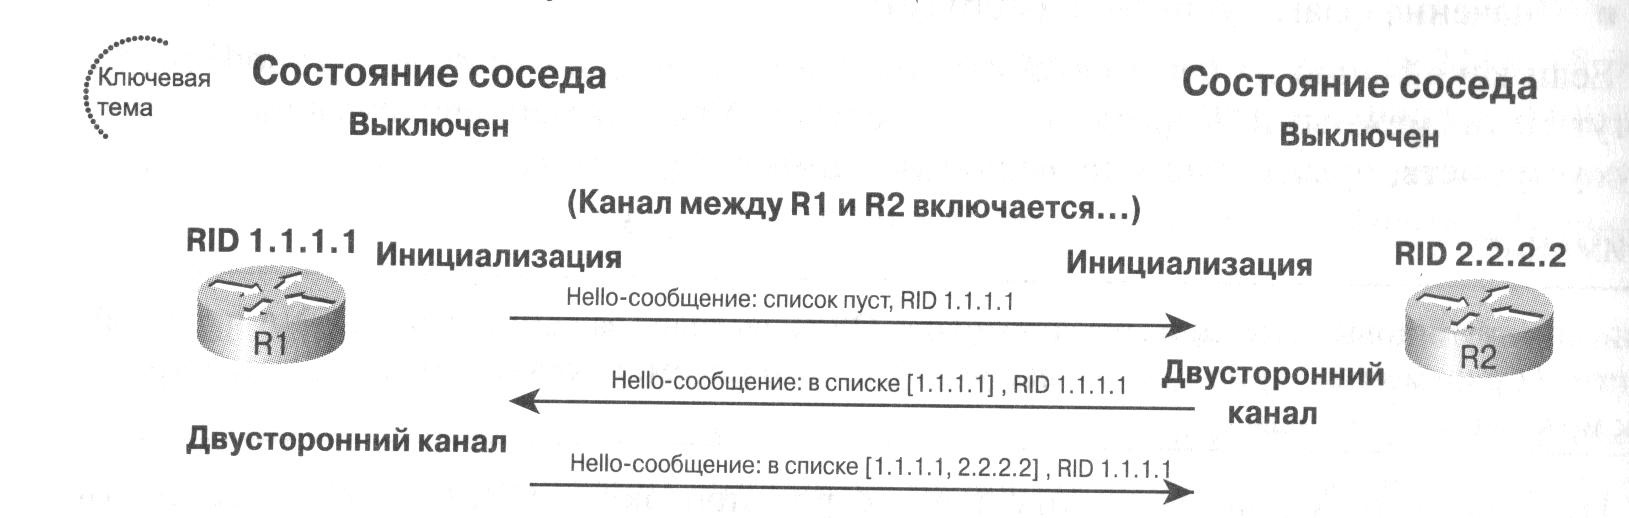 Ключевая
тема
Состояние соседа
Выключен
Состояние соседа
Выключен
(Канал между R1 и R2 включается...)
RID 1.1.1.1
Инициализация
Инициализация
RID 2.2.2.2
Hello-сообщение: список пуст, RID 1.1.1.1
R1
R2
Hello-сообщение: в списке [1.1.1.1] , RID 1.1.1.1
Двусторонний
канал
Двусторонний канал
Hello-сообщение: в списке [1.1.1.1, 2.2.2.2] , RID 1.1.1.1